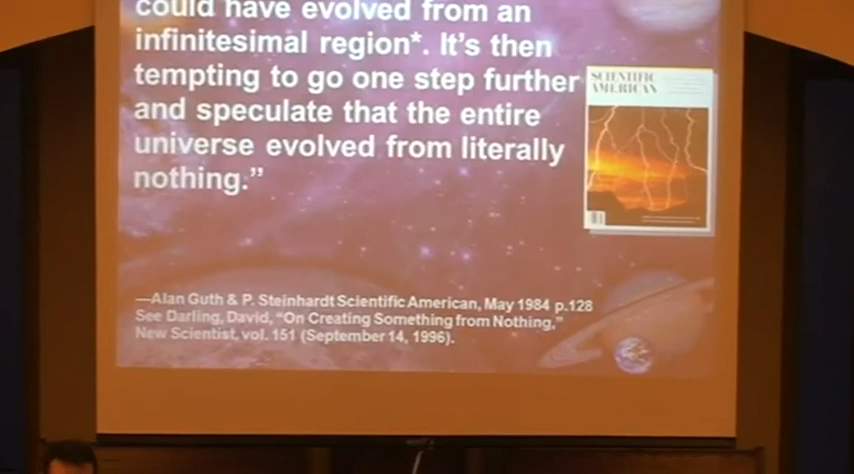 could have evolved from an
infinitesimal region*. It's then
tempting to go one step further
and speculate that the entire
universe evolved from literally
nothing.”
SCIENTIFIC
AMERICAN
—Alan Guth & P. Steinhardt Scientific American, May 1984 p.128
See Darling, David, “On Creating Something from Nothing,”
New Scientist, vol. 151 (September 14, 1996).